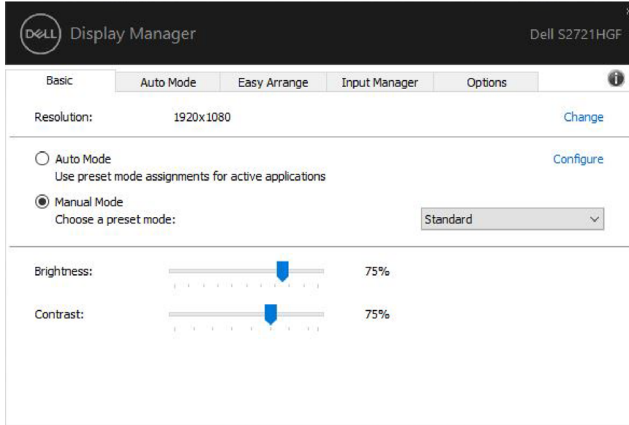 DELL Display Manager Dell S2721HGF
Basic Auto Mode Easy Arrange Input Manager Options
Resolution: 1920x1080 Change
Auto Mode Configure
Use preset mode assignments for active applications
Manual Mode
Choose a preset mode: Standard
Brightness: 75%
Contrast: 75%